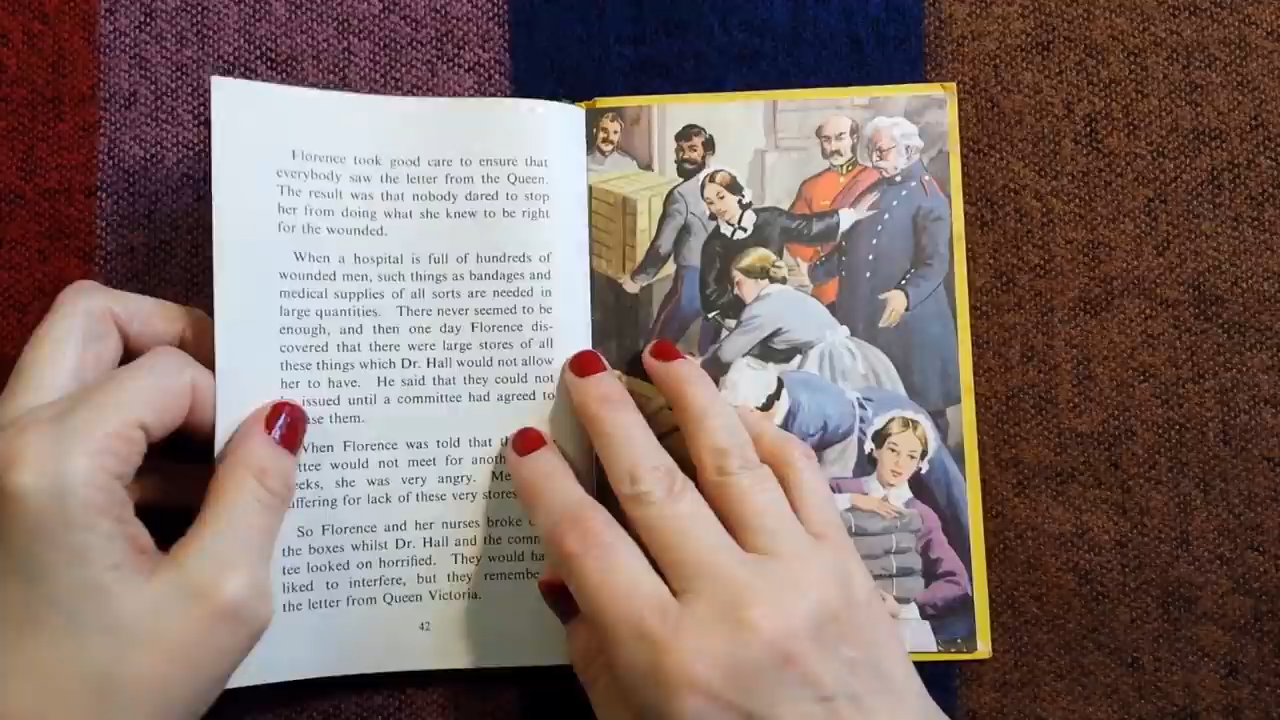 Florence took good care to ensure that
everybody saw the letter from the Queen.
The result was that nobody dared to stop
her from doing what she knew to be right
for the wounded.
When a hospital is full of hundreds of
wounded men, such things as bandages and
medical supplies of all sorts are needed in
large quantities. There never seemed to be
enough, and then one day Florence dis-
covered that there were large stores of all
these things which Dr. Hall would not allow
her to have. He said that they could not
issued until a committee had agreed to
them.
When Florence was told that
would not meet for
she was very angry.
for lack of these very stores
So Florence and her nurses broke
the boxes whilst Dr. Hall and the
tee looked on horrified. They would
liked to interfere, but they
the letter from Queen Victoria.
42